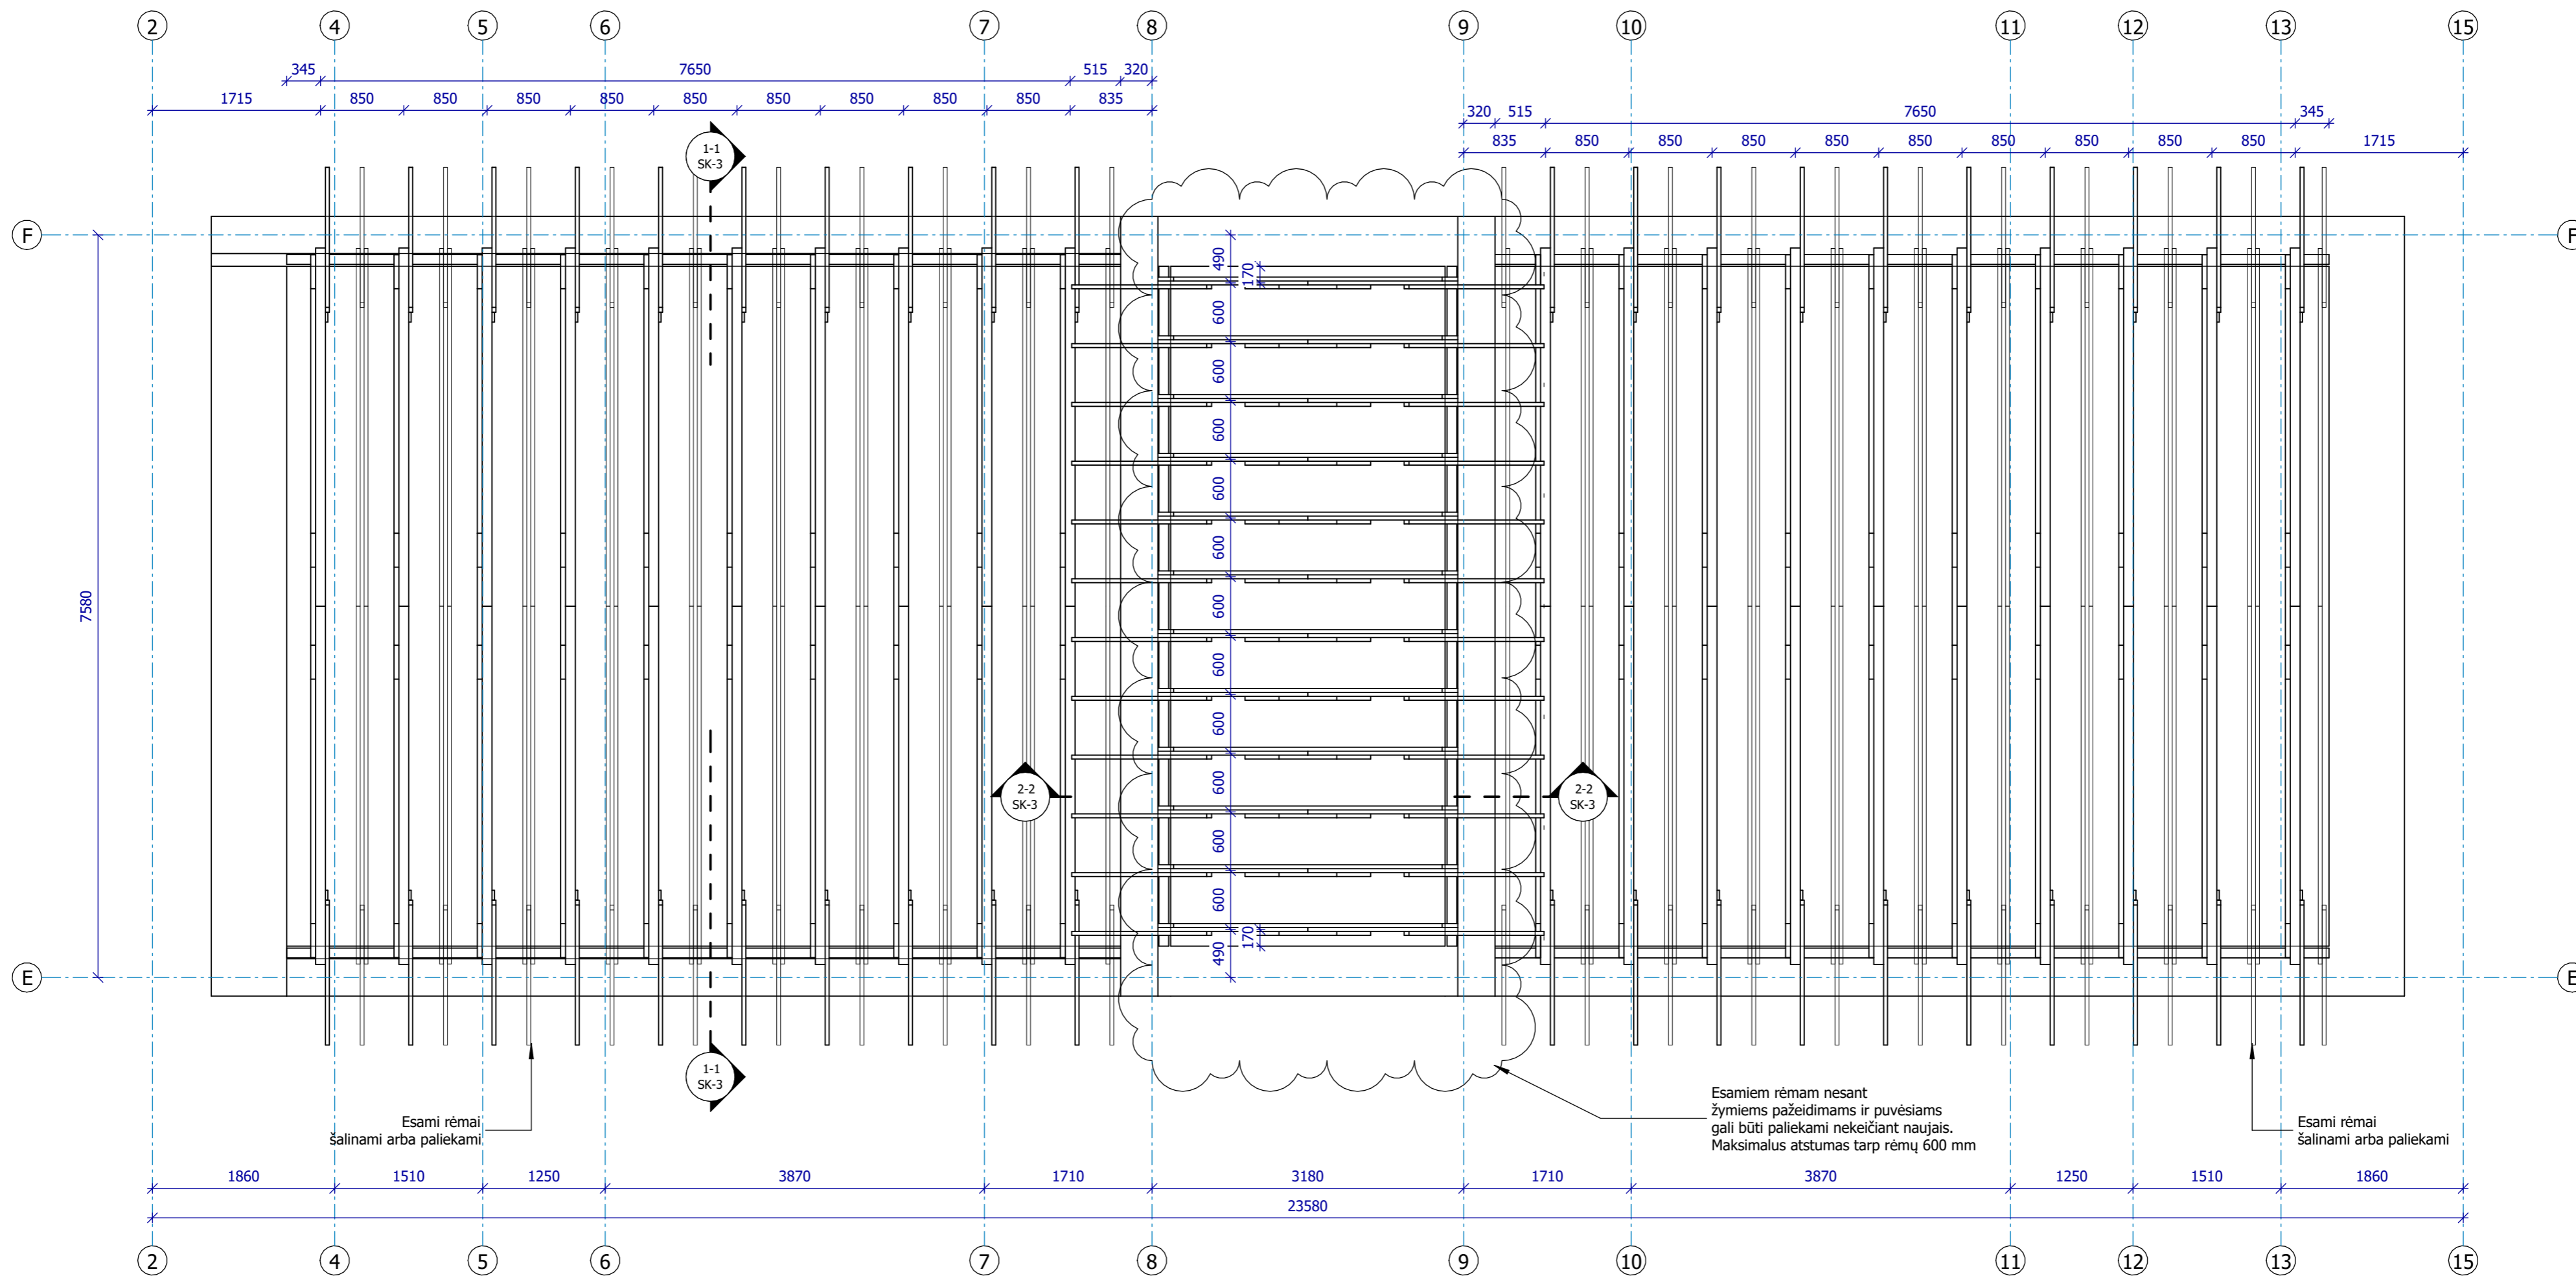 2 4 5 6 7 8 9 10 11 12 13 15
345 7650 515 320
1715 850 850 850 850 850 850 850 850 850 835
320 515 7650 345
835 850 850 850 850 850 850 850 850 850 1715
1-1
SK-3
F
F
490
170
600
600
600
600
600
600
600
600
600
600
600
170
490
7580
2-2
SK-3
2-2
SK-3
E
E
1-1
SK-3
Esami rėmai
šalinami arba paliekami
Esamiem rėmam nesant
žymiems pažeidimams ir puvėsiams
gali būti paliekami nekeičiant naujais.
Maksimalus atstumas tarp rėmų 600 mm
Esami rėmai
šalinami arba paliekami
1860 1510 1250 3870 1710 3180 1710 3870 1250 1510 1860
23580
2 4 5 6 7 8 9 10 11 12 13 15